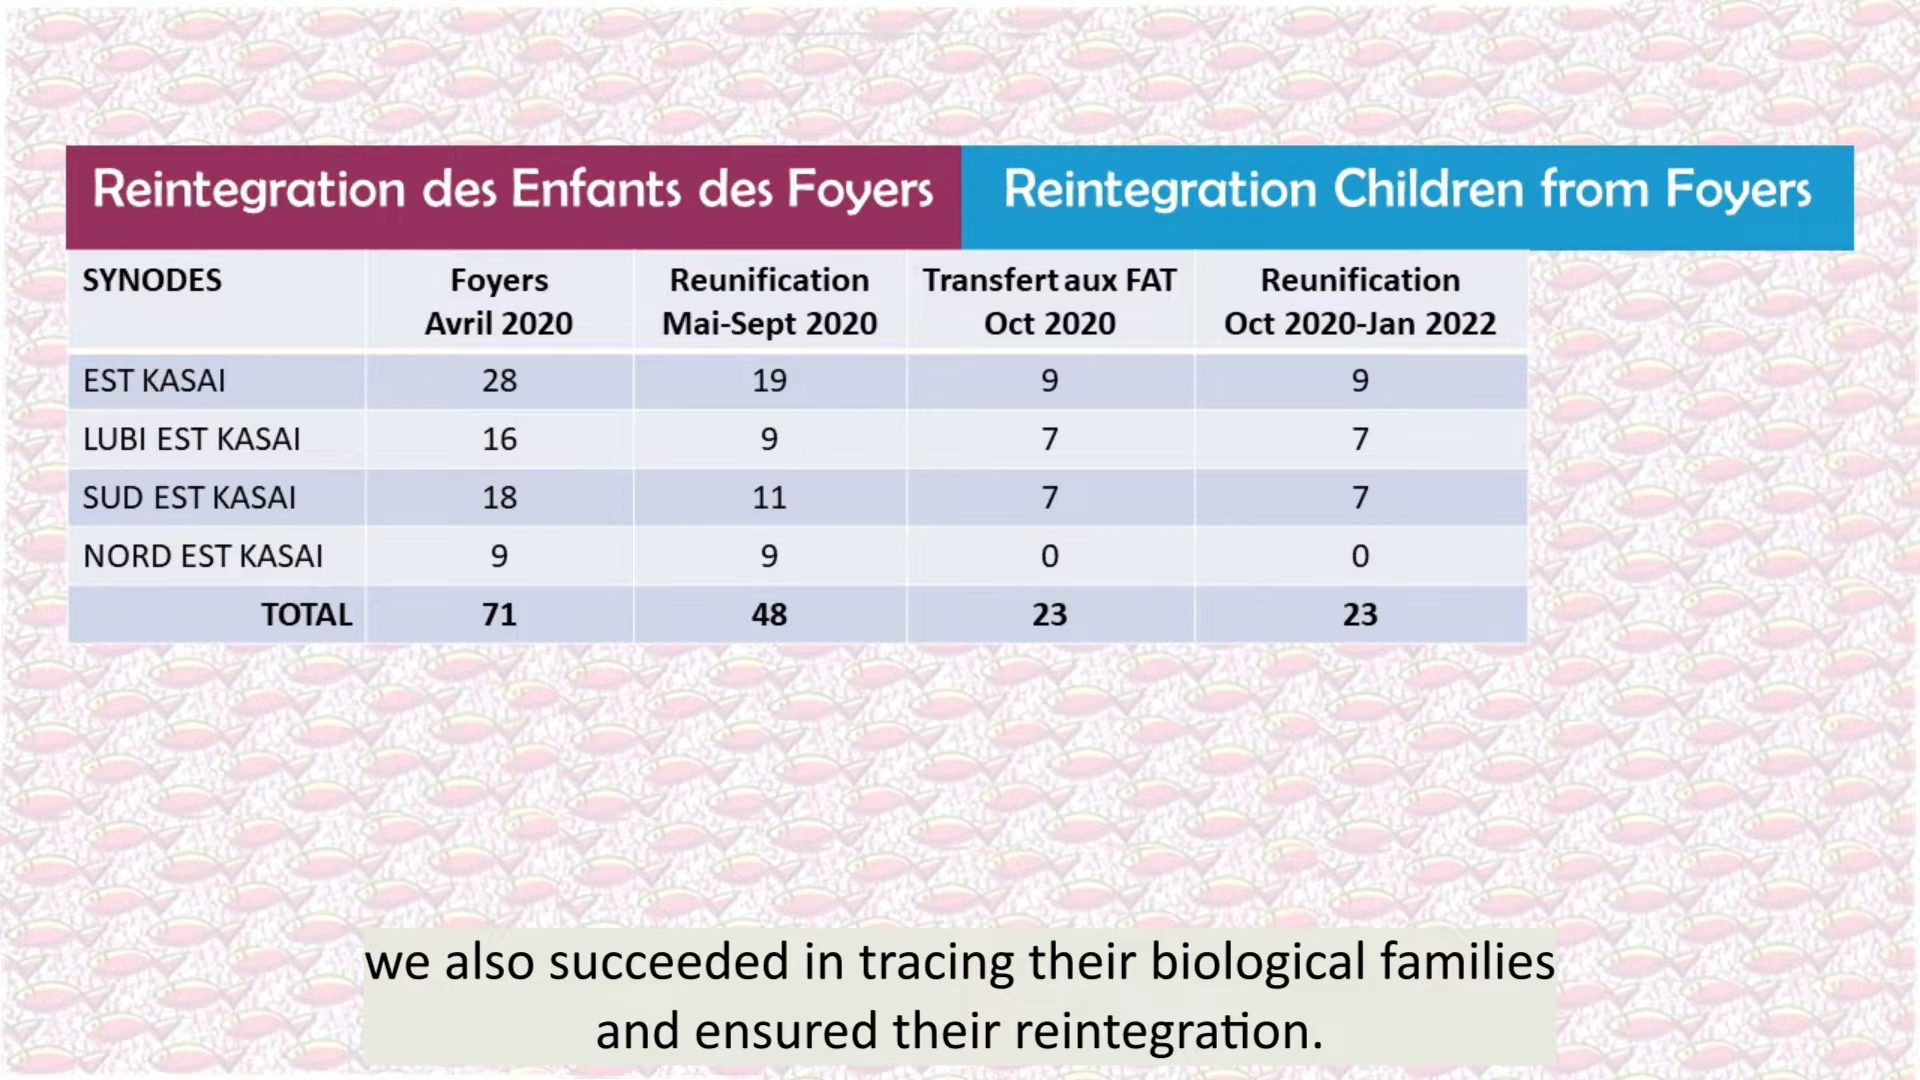 Reintegration des Enfants des Foyers Reintegration Children from Foyers
SYNODES Foyers Avril 2020 Reunification Mai-Sept 2020 Transfert aux FAT Oct 2020 Reunification Oct 2020-Jan 2022
EST KASAI 28 19 9 9
LUBI EST KASAI 16 9 7 7
SUD EST KASAI 18 11 7 7
NORD EST KASAI 9 9 0 0
TOTAL 71 48 23 23
we also succeeded in tracing their biological families
and ensured their reintegration.